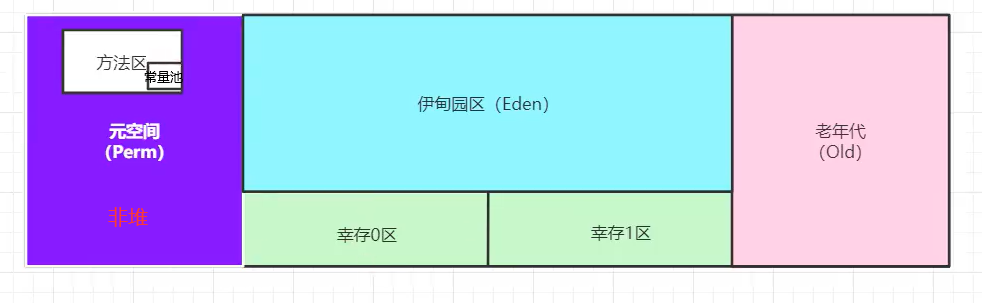 方法区
常量池
元空间
（Perm）
非堆
伊甸园区（Eden）
幸存0区
幸存1区
老年代
（Old）